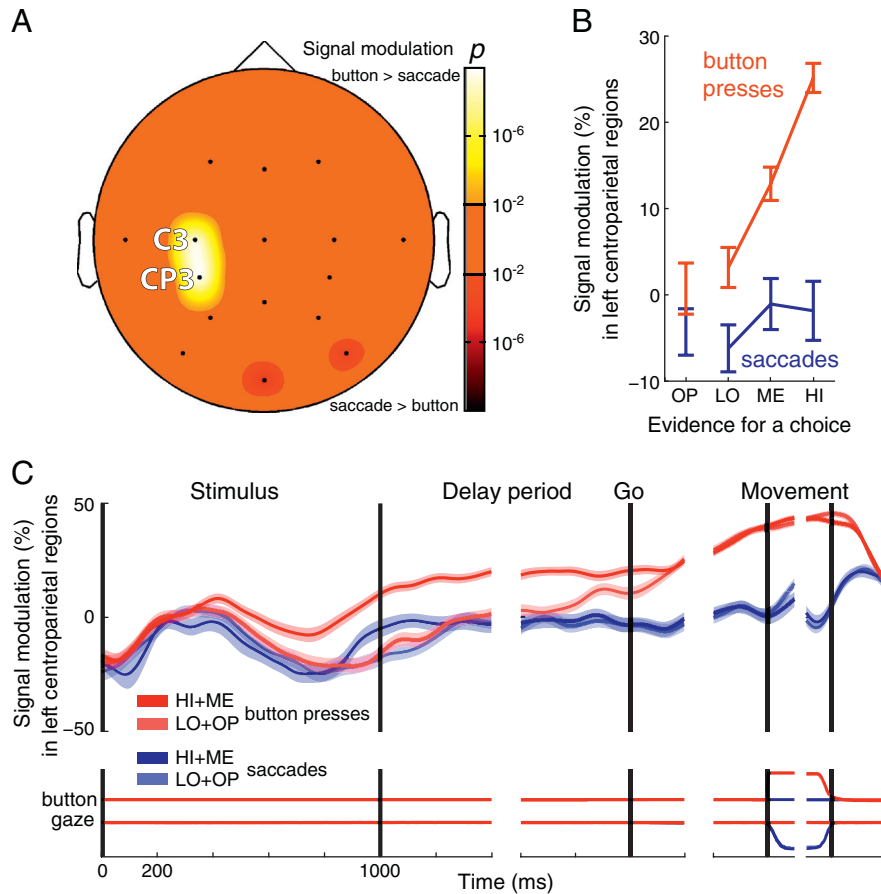 A
Signal modulation
p
button > saccade
10-6
10-2
10-2
10-6
saccade > button
C3
CP3
B
Signal modulation (%)
in left centroparietal regions
30
20
10
0
−10
button
presses
saccades
OP LO ME HI
Evidence for a choice
C
Stimulus Delay period Go Movement
Signal modulation (%)
in left centroparietal regions
50
0
−50
HI+ME
LO+OP
button presses
HI+ME
LO+OP
saccades
button
gaze
0 200 1000
Time (ms)